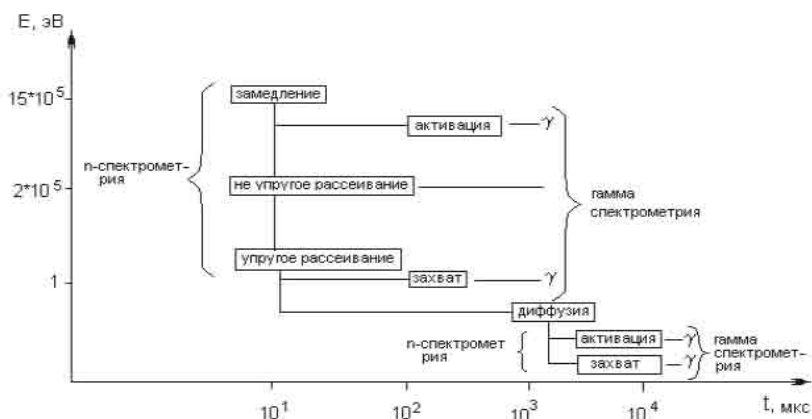 E, эВ
15*10⁵
замедление
активация
γ
n-спектромет-
рия
2*10⁵
не упругое рассеивание
гамма
спектрометрия
упругое рассеивание
1
захват
γ
диффузия
n-спектромет
рия
активация
γ
захват
γ
гамма
спектромет-
рия
10¹
10²
10³
10⁴
t, мкс